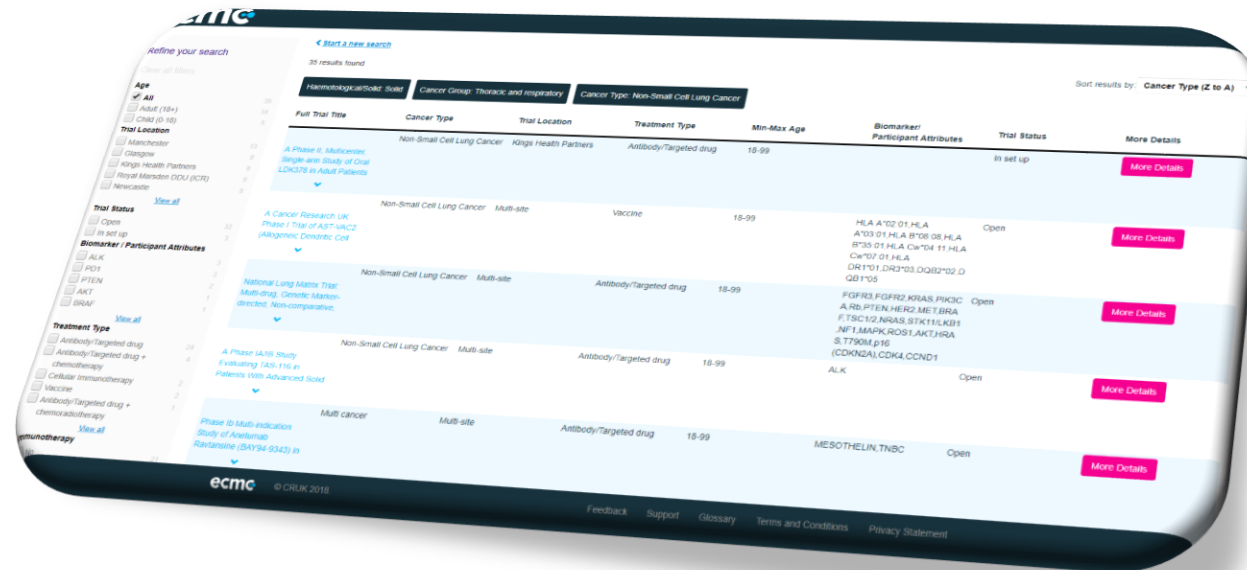 ecmc
Refine your search
Clear all filters
Age
All
Adult (18+)
Child (0-18)
Trial Location
Manchester
Glasgow
Kings Health Partners
Royal Marsden DDU (ICR)
Newcastle
View all
Trial Status
Open
In set up
Biomarker / Participant Attributes
ALK
PD1
PTEN
AKT
BRAF
View all
Treatment Type
Antibody/Targeted drug
Antibody/Targeted drug +
chemotherapy
Cellular Immunotherapy
Vaccine
Antibody/Targeted drug +
chemoradiotherapy
View all
Start a new search
35 results found
Sort results by: Cancer Type (Z to A)
Haemotological/Solid: Solid
Cancer Group: Thoracic and respiratory
Cancer Type: Non-Small Cell Lung Cancer
Full Trial Title Cancer Type Trial Location Treatment Type Min-Max Age Biomarker/ Trial Status More Details
Participant Attributes
A Phase II, Multicenter,
Single-arm Study of Oral
LDK378 in Adult Patients
Non-Small Cell Lung Cancer Kings Health Partners Antibody/Targeted drug 18-99 In set up More Details
A Cancer Research UK
Phase I Trial of AST-VAC2
(Allogeneic Dendritic Cell
Non-Small Cell Lung Cancer Multi-site Vaccine 18-99
HLA A*02:01,HLA
A*03:01,HLA B*08:08,HLA
B*35:01,HLA Cw*04:11,HLA
Cw*07:01,HLA
DR1*01,DR3*03,DQB2*02,D
QB1*05
Open More Details
National Lung Matrix Trial:
Multi-drug, Genetic Marker-
directed, Non-comparative,
Non-Small Cell Lung Cancer Multi-site Antibody/Targeted drug 18-99
FGFR3,FGFR2,KRAS,PIK3C
A,Rb,PTEN,HER2,MET,BRA
F,TSC1/2,NRAS,STK11/LKB1
,NF1,MAPK,ROS1,AKT,HRA
S,T790M,p16
(CDKN2A),CDK4,CCND1
Open More Details
A Phase IA/IB Study
Evaluating TAS-116 in
Patients With Advanced Solid
Non-Small Cell Lung Cancer Multi-site Antibody/Targeted drug 18-99 ALK Open More Details
Phase Ib Multi-indication
Study of Anetumab
Ravtansine (BAY94-9343) in
Multi cancer Multi-site Antibody/Targeted drug 18-99 MESOTHELIN,TNBC Open More Details
ecmc © CRUK 2018
Feedback Support Glossary Terms and Conditions Privacy Statement